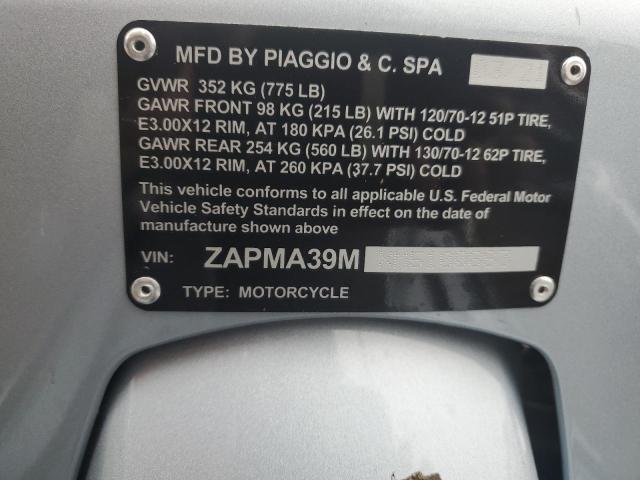 MFD BY PIAGGIO & C. SPA
GVWR 352 KG (775 LB)
GAWR FRONT 98 KG (215 LB) WITH 120/70-12 51P TIRE,
E3.00X12 RIM, AT 180 KPA (26.1 PSI) COLD
GAWR REAR 254 KG (560 LB) WITH 130/70-12 62P TIRE,
E3.00X12 RIM, AT 260 KPA (37.7 PSI) COLD
This vehicle conforms to all applicable U.S. Federal Motor
Vehicle Safety Standards in effect on the date of
manufacture shown above
VIN: ZAPMA39M
TYPE: MOTORCYCLE